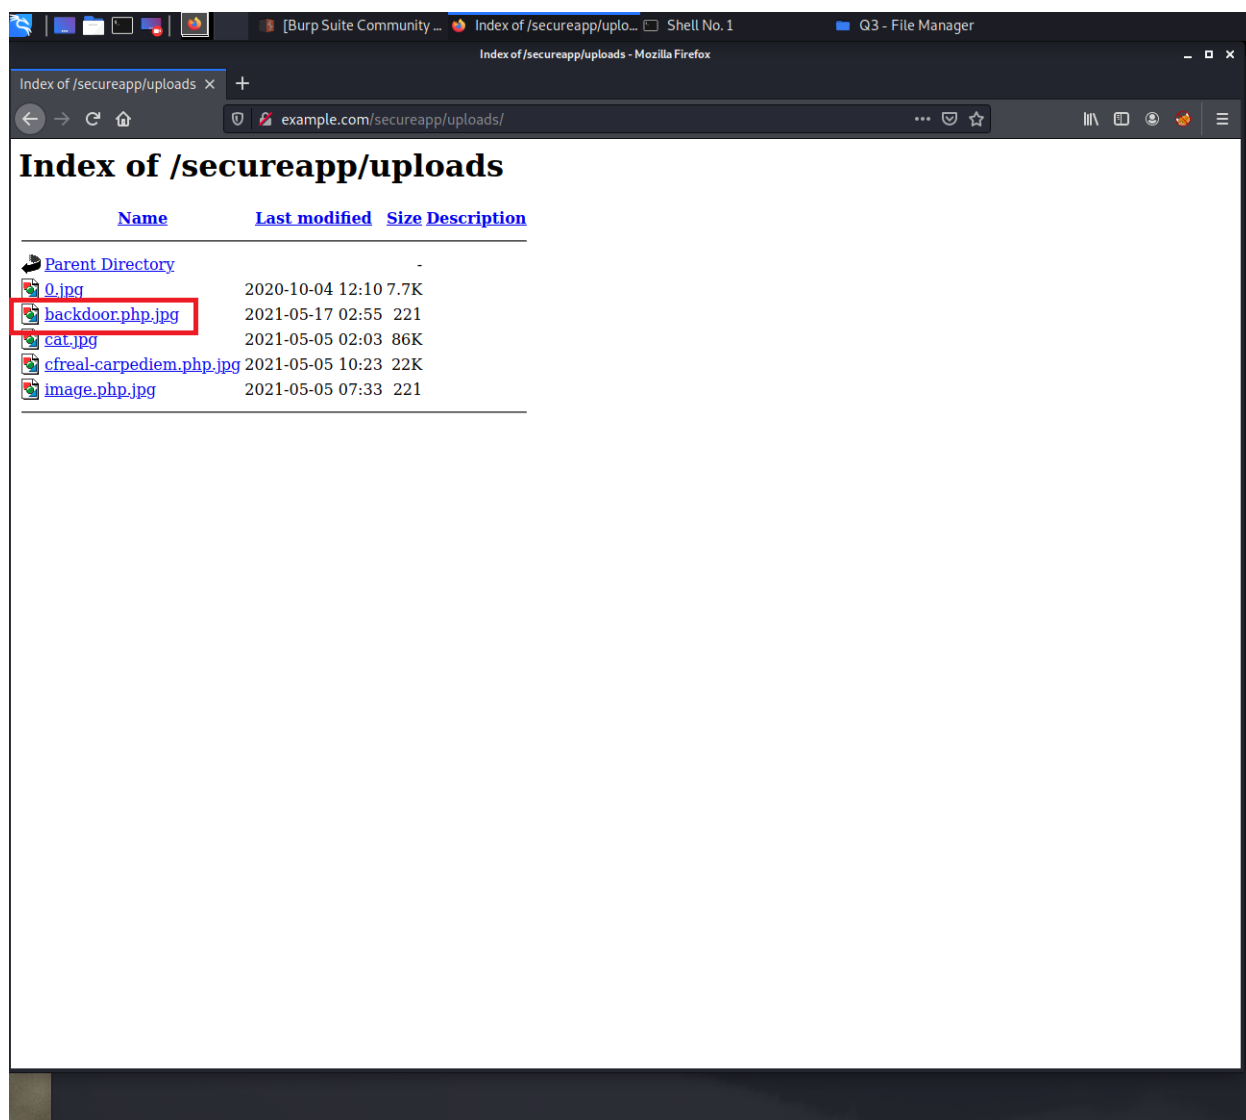 [Burp Suite Community ... Index of /secureapp/uplo... Shell No. 1 Q3 - File Manager
Index of /secureapp/uploads - Mozilla Firefox
Index of /secureapp/uploads
example.com/secureapp/uploads/
Index of /secureapp/uploads
Name Last modified Size Description
Parent Directory -
0.jpg 2020-10-04 12:10 7.7K
backdoor.php.jpg 2021-05-17 02:55 221
cat.jpg 2021-05-05 02:03 86K
cfreal-carpediem.php.jpg 2021-05-05 10:23 22K
image.php.jpg 2021-05-05 07:33 221